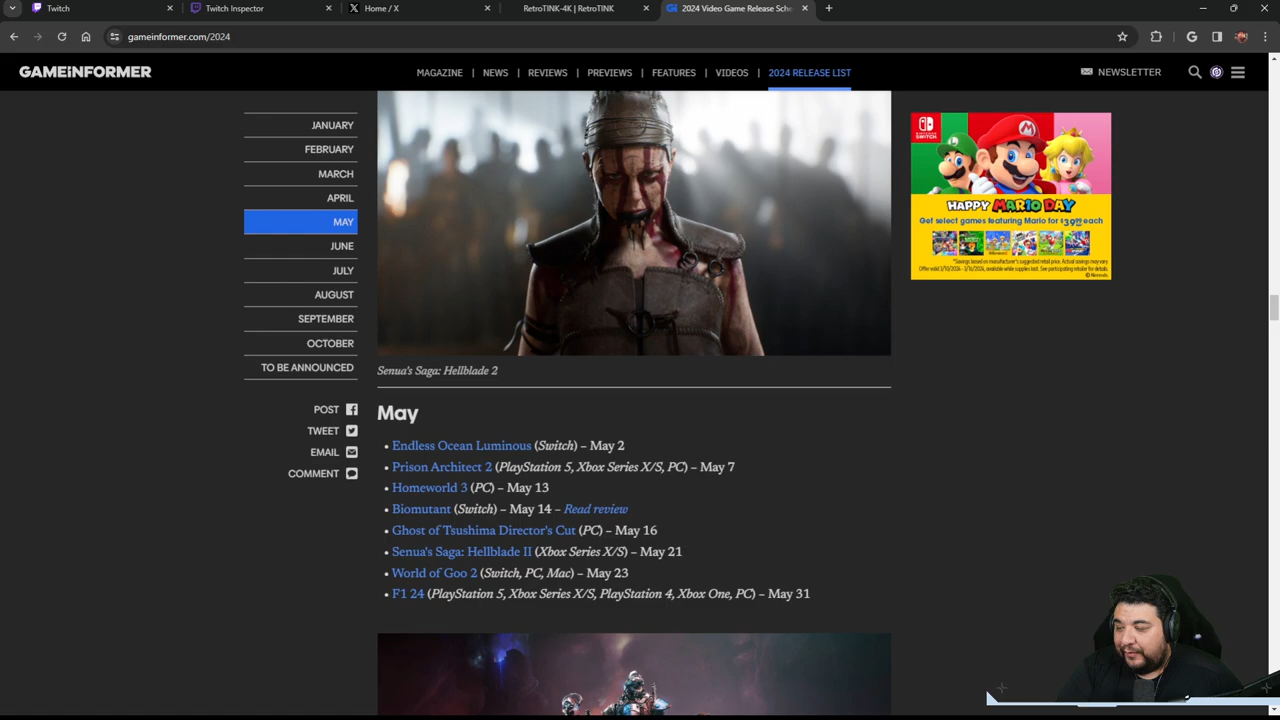 Twitch
Twitch Inspector
Home / X
RetroTINK-4K | RetroTINK
2024 Video Game Release Sche
gameinformer.com/2024
GAMEINFORMER
MAGAZINE | NEWS | REVIEWS | PREVIEWS | FEATURES | VIDEOS | 2024 RELEASE LIST
NEWSLETTER
JANUARY
FEBRUARY
MARCH
APRIL
MAY
JUNE
JULY
AUGUST
SEPTEMBER
OCTOBER
TO BE ANNOUNCED
POST
TWEET
EMAIL
COMMENT
Senua's Saga: Hellblade 2
May
• Endless Ocean Luminous (Switch) – May 2
• Prison Architect 2 (PlayStation 5, Xbox Series X/S, PC) – May 7
• Homeworld 3 (PC) – May 13
• Biomutant (Switch) – May 14 – Read review
• Ghost of Tsushima Director's Cut (PC) – May 16
• Senua's Saga: Hellblade II (Xbox Series X/S) – May 21
• World of Goo 2 (Switch, PC, Mac) – May 23
• F1 24 (PlayStation 5, Xbox Series X/S, PlayStation 4, Xbox One, PC) – May 31
HAPPY MARIO DAY
Get select games featuring Mario for $39.99 each